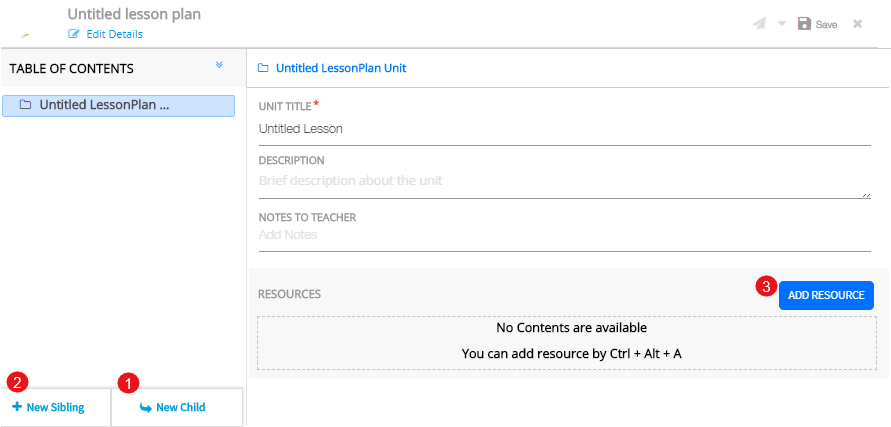 Untitled lesson plan
Edit Details
Save
TABLE OF CONTENTS
Untitled LessonPlan ...
Untitled LessonPlan Unit
UNIT TITLE *
Untitled Lesson
DESCRIPTION
Brief description about the unit
NOTES TO TEACHER
Add Notes
RESOURCES
3
ADD RESOURCE
No Contents are available
You can add resource by Ctrl + Alt + A
2
New Sibling
1
New Child